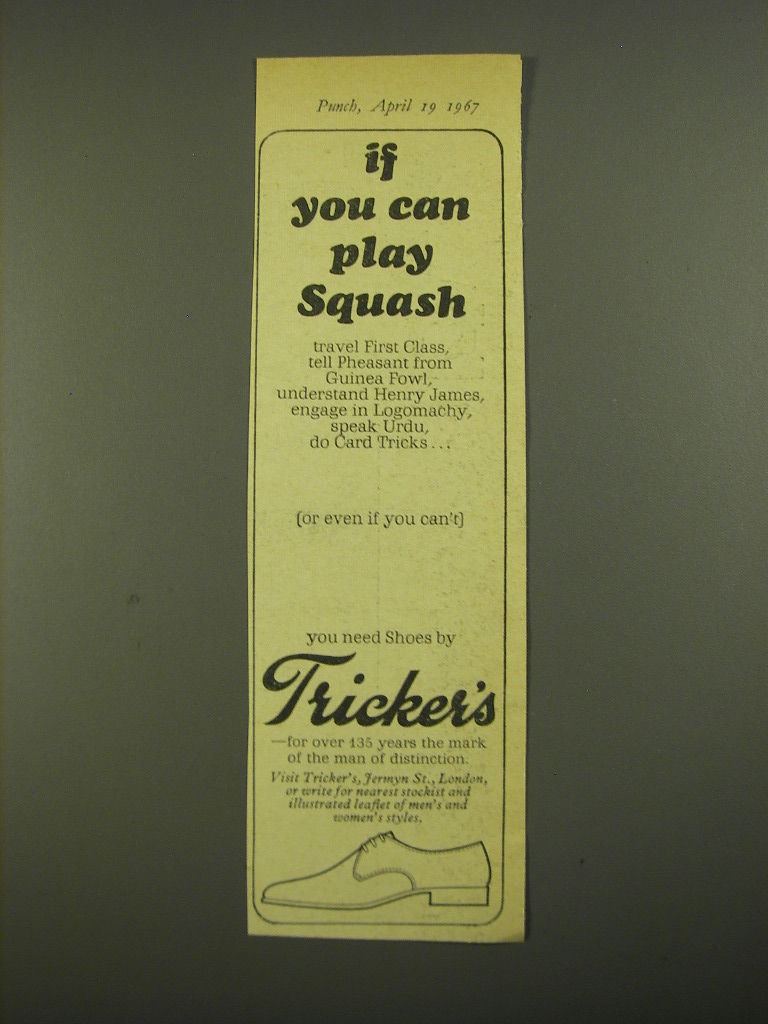 Punch, April 19 1967
if
you can
play
Squash
travel First Class,
tell Pheasant from
Guinea Fowl,
understand Henry James,
engage in Logomachy,
speak Urdu,
do Card Tricks ...
(or even if you can't)
you need Shoes by
Tricker's
—for over 135 years the mark
of the man of distinction.
Visit Tricker's, Jermyn St., London,
or write for nearest stockist and
illustrated leaflet of men's and
women's styles.